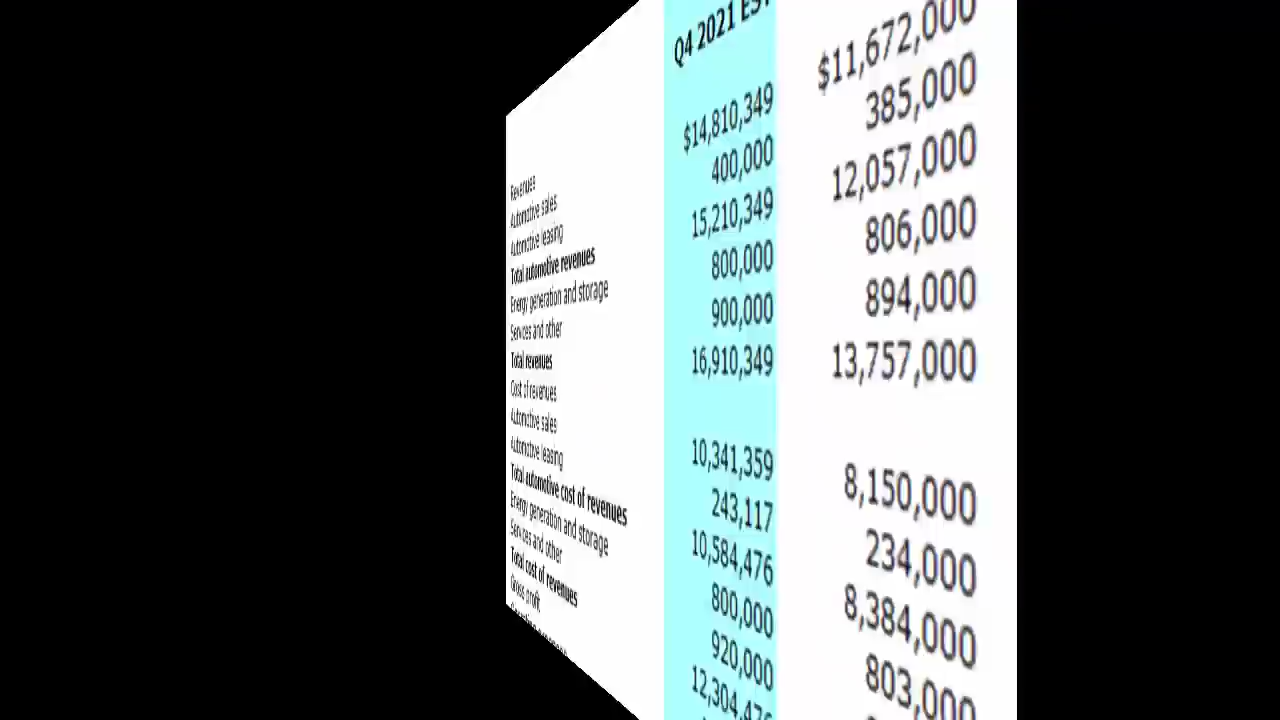 Q4 2021 EST
Revenues
Automotive sales $14,810,349 $11,672,000
Automotive leasing 400,000 385,000
Total automotive revenues 15,210,349 12,057,000
Energy generation and storage 800,000 806,000
Services and other 900,000 894,000
Total revenues 16,910,349 13,757,000
Cost of revenues
Automotive sales 10,341,359 8,150,000
Automotive leasing 243,117 234,000
Total automotive cost of revenues 10,584,476 8,384,000
Energy generation and storage 800,000 803,000
Services and other 920,000
Total cost of revenues 12,304,476
Gross profit